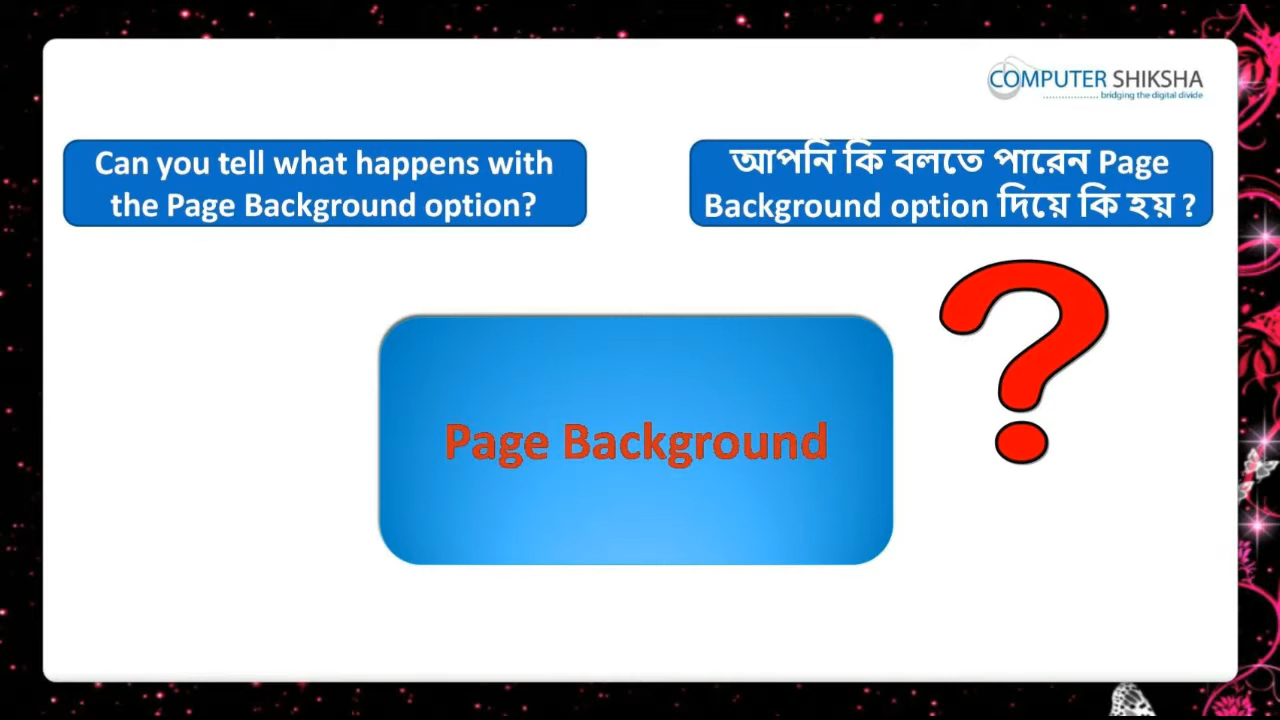 COMPUTER SHIKSHA
bridging the digital divide
Can you tell what happens with
the Page Background option?
আপনি কি বলতে পারেন Page
Background option দিয়ে কি হয় ?
Page Background
?